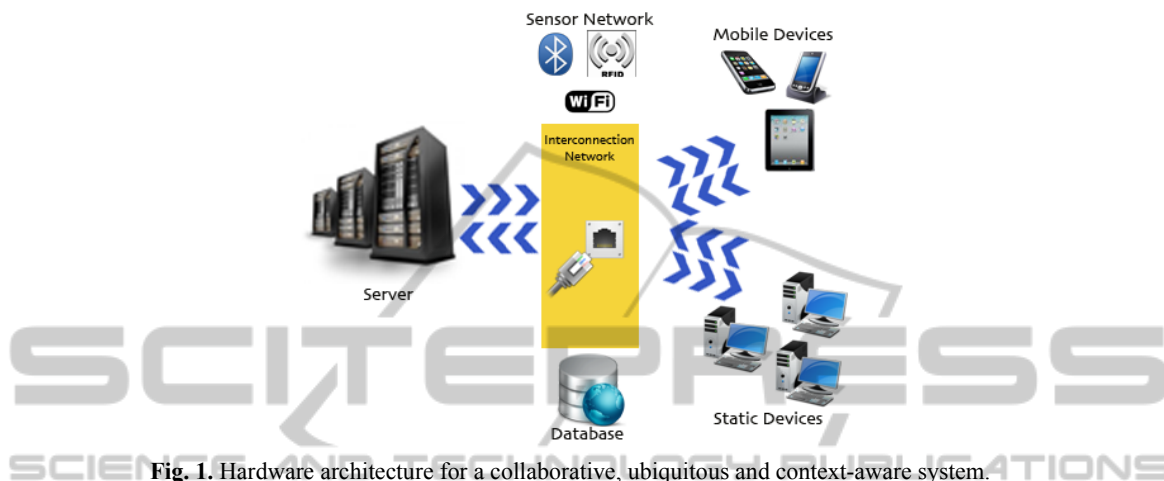 Sensor Network
RFID
WiFi
Mobile Devices
Interconnection
Network
Server
Database
Static Devices
SCITEPRESS
SCIENCE AND TECHNOLOGY PUBLICATIONS
Fig. 1. Hardware architecture for a collaborative, ubiquitous and context-aware system.